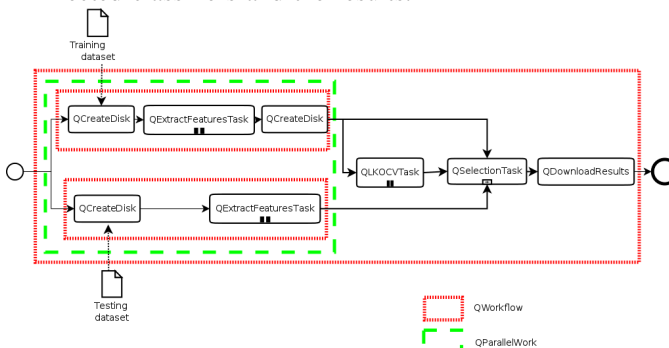 Training
dataset
QCreateDisk
QExtractFeaturesTask
QCreateDisk
QLKOCVTask
QSelectionTask
QDownloadResults
QCreateDisk
QExtractFeaturesTask
Testing
dataset
QWorkflow
QParallelWork